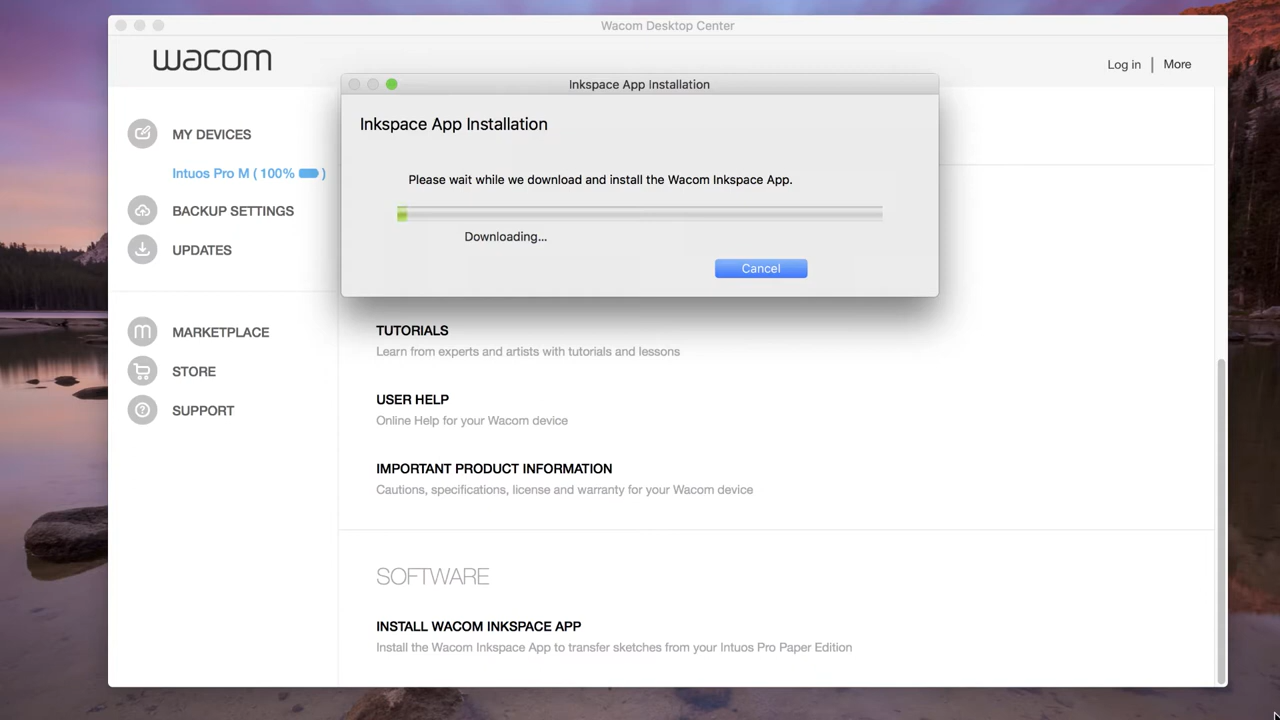 Wacom Desktop Center
wacom
Log in | More
Inkspace App Installation
Inkspace App Installation
Please wait while we download and install the Wacom Inkspace App.
Downloading...
Cancel
MY DEVICES
Intuos Pro M ( 100% )
BACKUP SETTINGS
UPDATES
MARKETPLACE
STORE
SUPPORT
TUTORIALS
Learn from experts and artists with tutorials and lessons
USER HELP
Online Help for your Wacom device
IMPORTANT PRODUCT INFORMATION
Cautions, specifications, license and warranty for your Wacom device
SOFTWARE
INSTALL WACOM INKSPACE APP
Install the Wacom Inkspace App to transfer sketches from your Intuos Pro Paper Edition